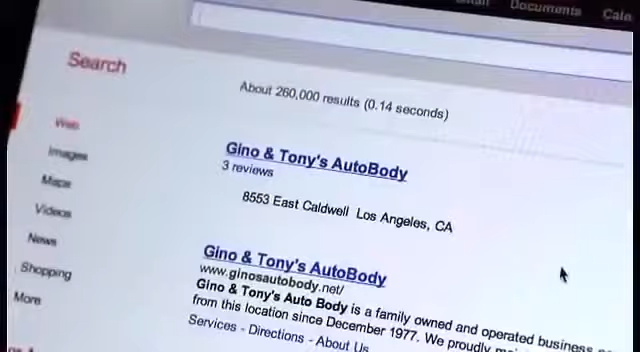 Documents
Search
About 260,000 results (0.14 seconds)
Web
Images
Maps
Videos
News
Shopping
More
Gino & Tony's AutoBody
3 reviews
8553 East Caldwell Los Angeles, CA
Gino & Tony's AutoBody
www.ginosautobody.net/
Gino & Tony's Auto Body is a family owned and operated business
from this location since December 1977. We proudly
Services - Directions - About Us